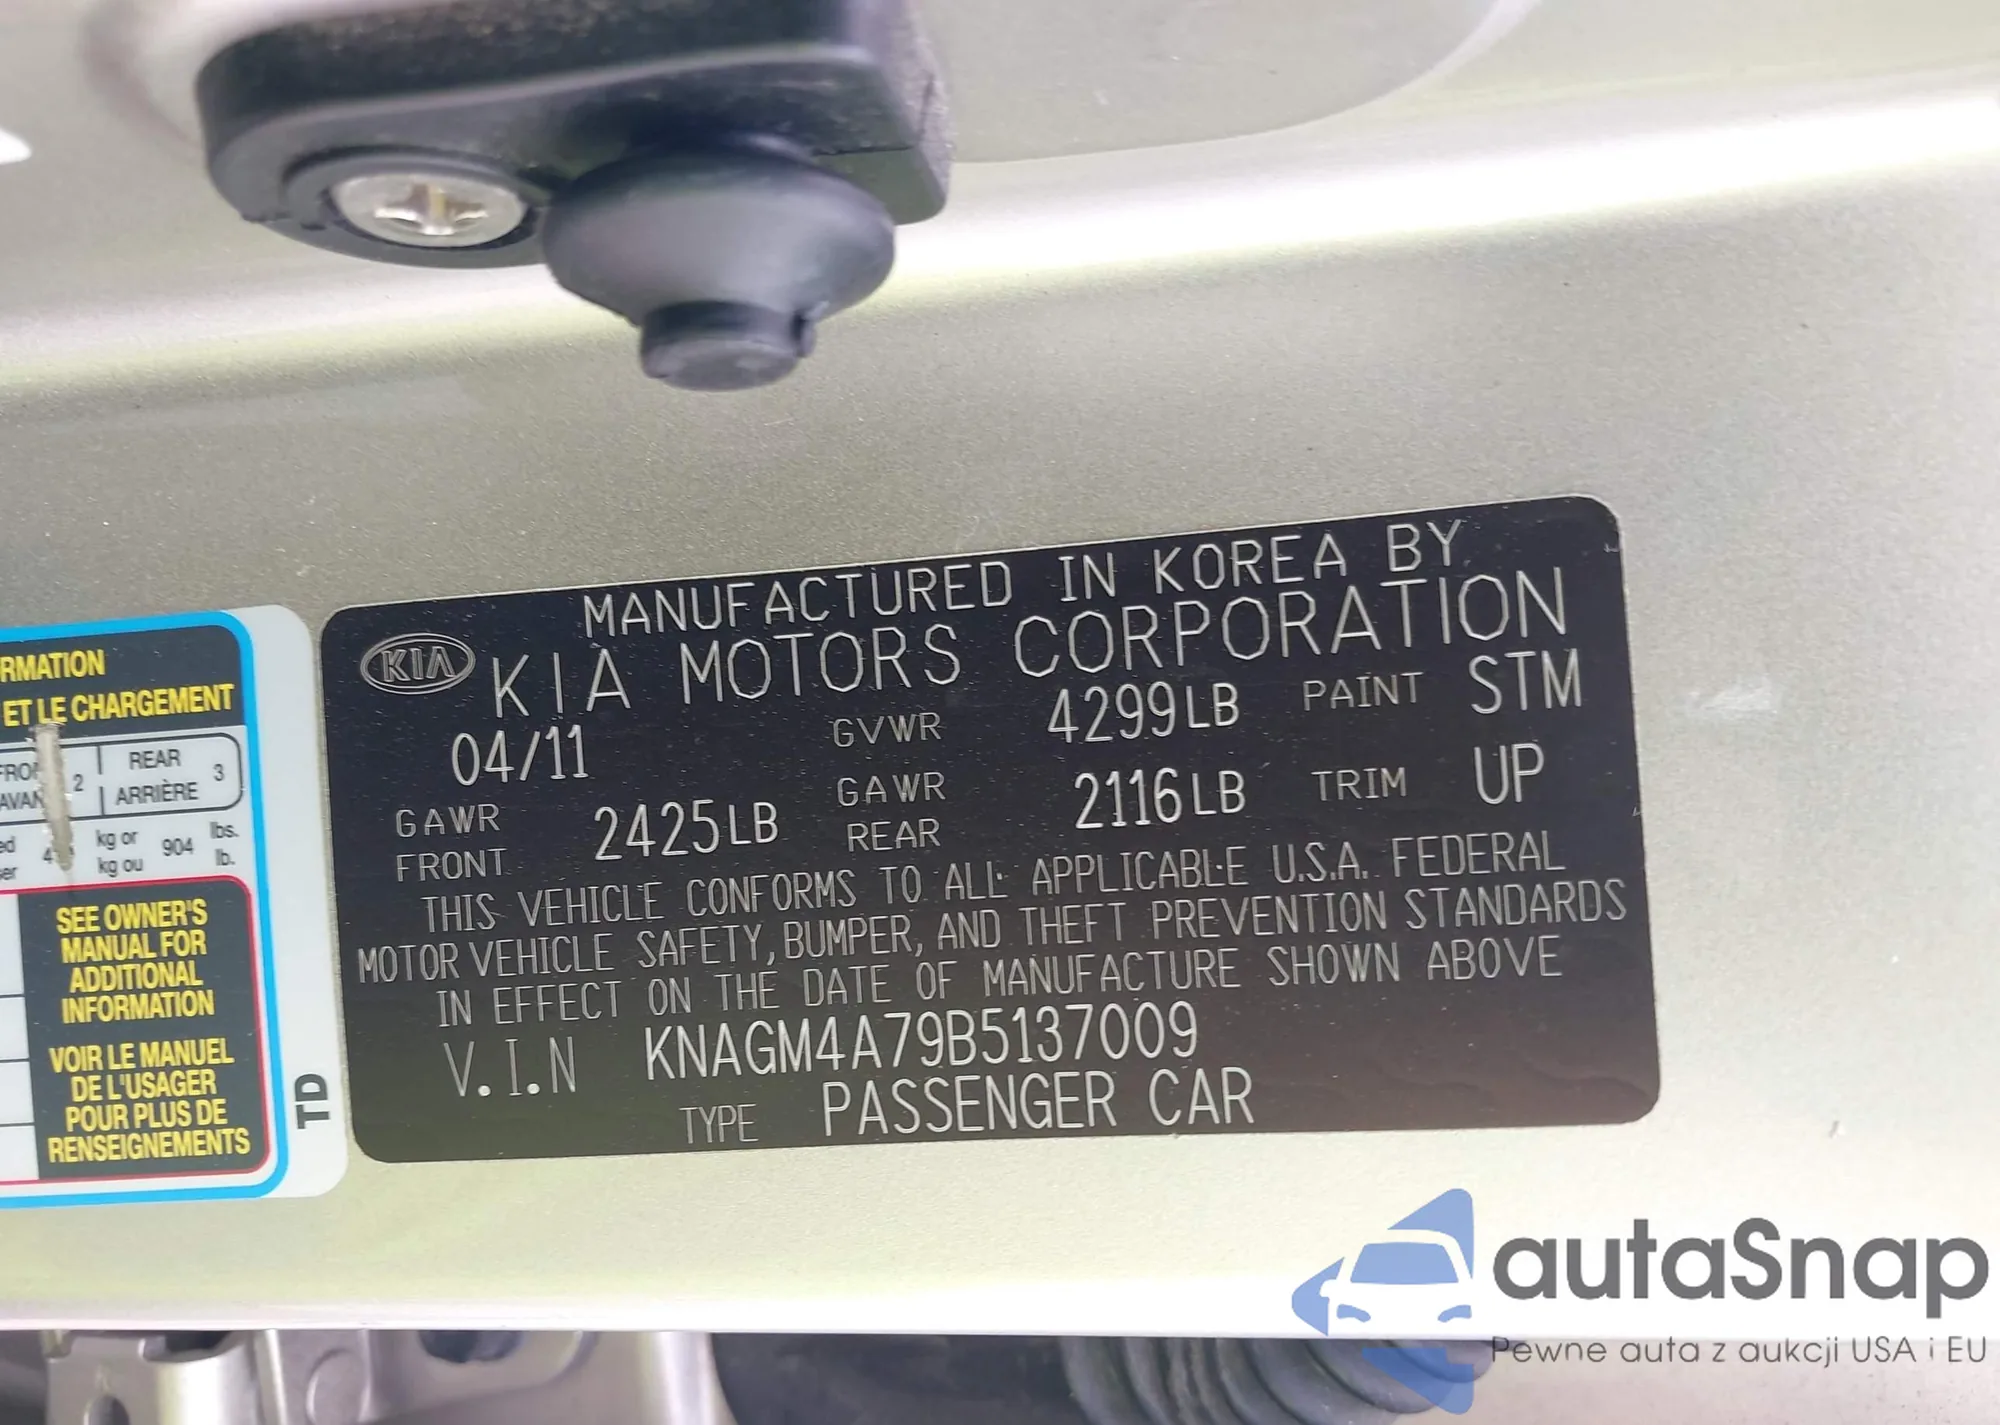 RMATION
ET LE CHARGEMENT
2 REAR 3
ARRIÈRE
kg or 904 lbs.
kg ou lb.
SEE OWNER'S
MANUAL FOR
ADDITIONAL
INFORMATION
VOIR LE MANUEL
DE L'USAGER
POUR PLUS DE
RENSEIGNEMENTS
TD
MANUFACTURED IN KOREA BY
KIA KIA MOTORS CORPORATION
04/11 GVWR 4299LB PAINT STM
GAWR FRONT 2425LB GAWR REAR 2116LB TRIM UP
THIS VEHICLE CONFORMS TO ALL APPLICABLE U.S.A. FEDERAL
MOTOR VEHICLE SAFETY, BUMPER, AND THEFT PREVENTION STANDARDS
IN EFFECT ON THE DATE OF MANUFACTURE SHOWN ABOVE
V.I.N KNAGM4A79B5137009
TYPE PASSENGER CAR
autaSnap
Pewne auta z aukcji USA i EU